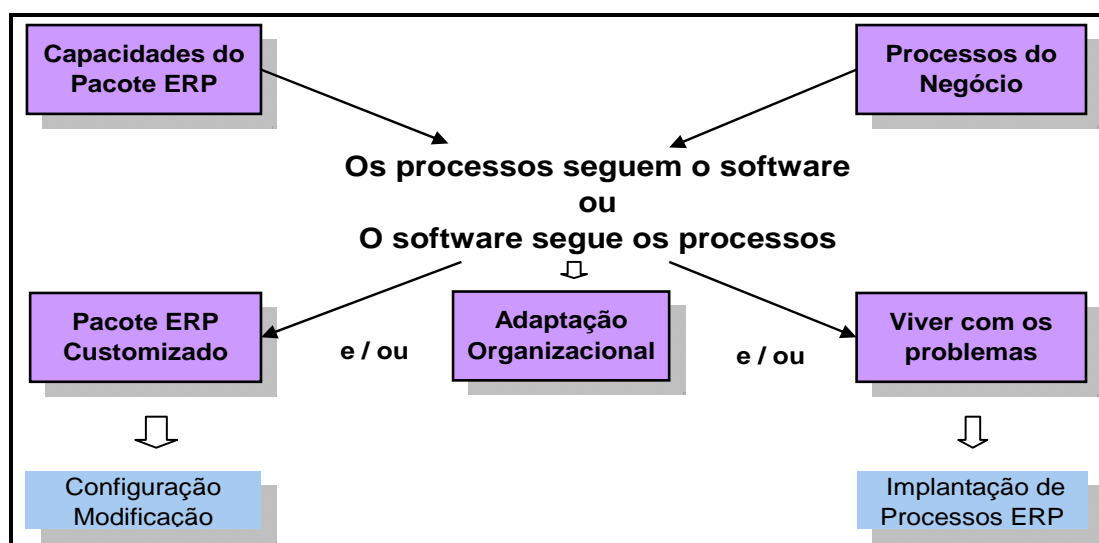 Capacidades do
Pacote ERP
Processos do
Negócio
Os processos seguem o software
ou
O software segue os processos
Pacote ERP
Customizado
e / ou
Adaptação
Organizacional
e / ou
Viver com os
problemas
Configuração
Modificação
Implantação de
Processos ERP